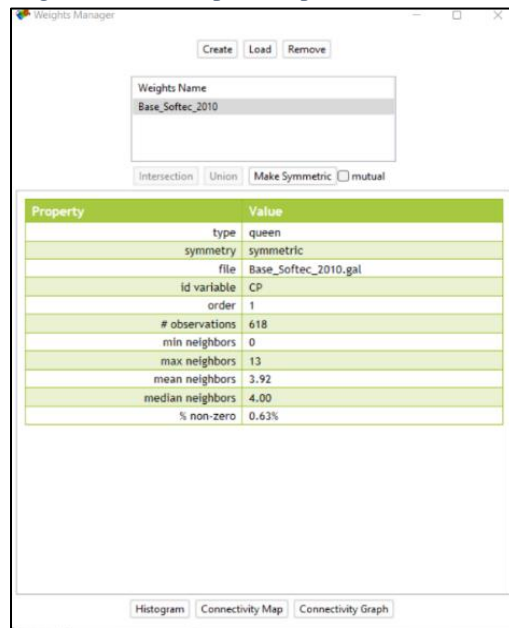 Weights Manager
Create Load Remove
Weights Name
Base_Softec_2010
Intersection Union Make Symmetric mutual
Property Value
type queen
symmetry symmetric
file Base_Softec_2010.gal
id variable CP
order 1
# observations 618
min neighbors 0
max neighbors 13
mean neighbors 3.92
median neighbors 4.00
% non-zero 0.63%
Histogram Connectivity Map Connectivity Graph